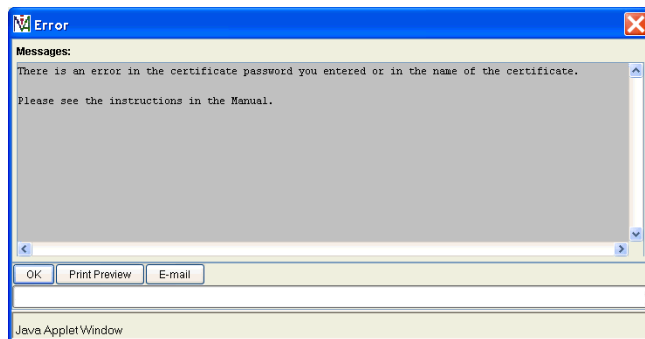 Error
Messages:
There is an error in the certificate password you entered or in the name of the certificate.
Please see the instructions in the Manual.
OK Print Preview E-mail
Java Applet Window